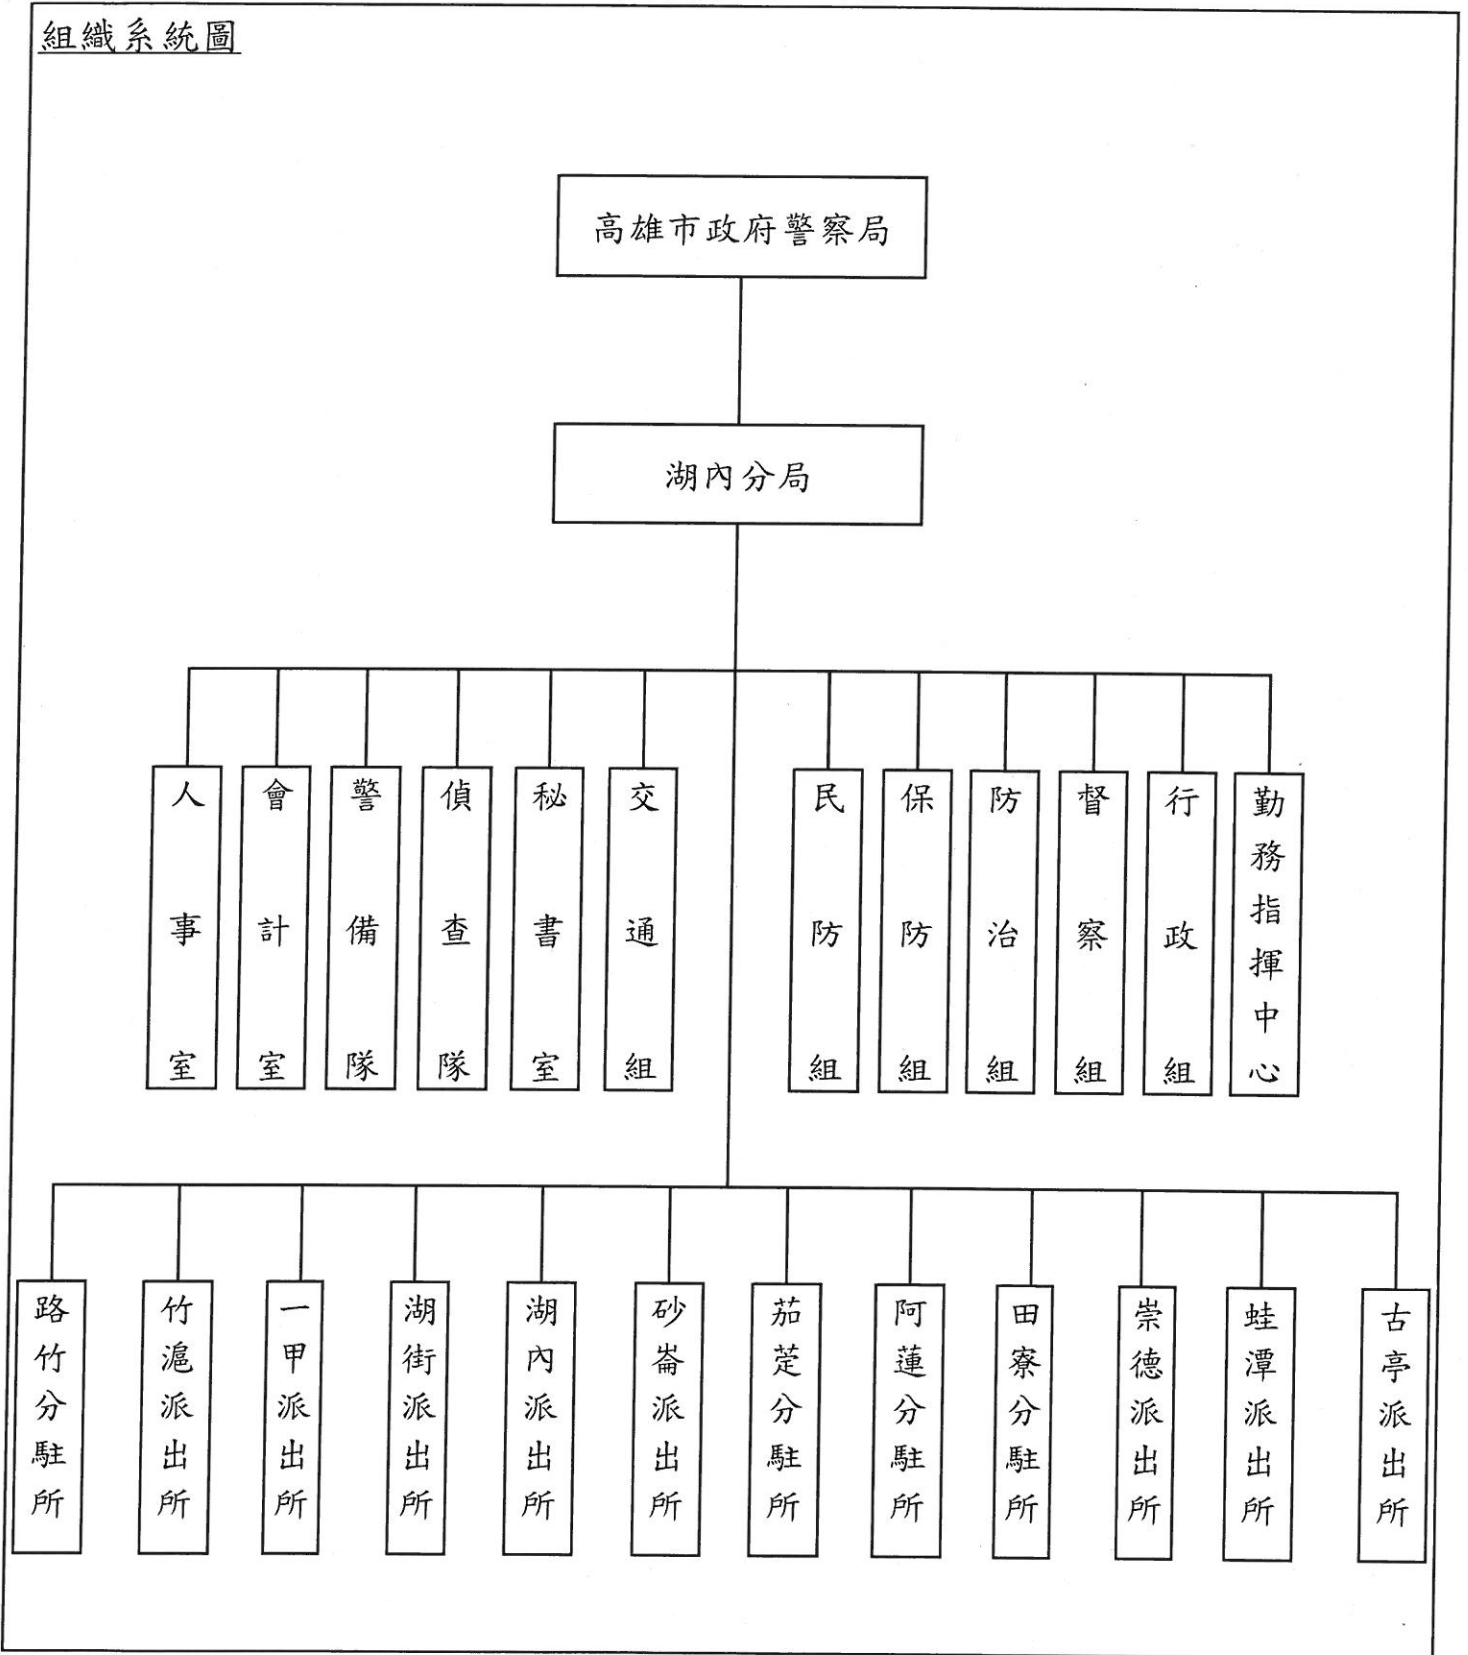 組織系統圖
高雄市政府警察局
湖內分局
人事室
會計室
警備隊
偵查隊
秘書室
交通組
民防組
保防組
防治組
督察組
行政組
勤務指揮中心
路竹分駐所
竹滬派出所
一甲派出所
湖街派出所
湖內派出所
砂崙派出所
茄萣分駐所
阿蓮分駐所
田寮分駐所
崇德派出所
蛙潭派出所
古亭派出所